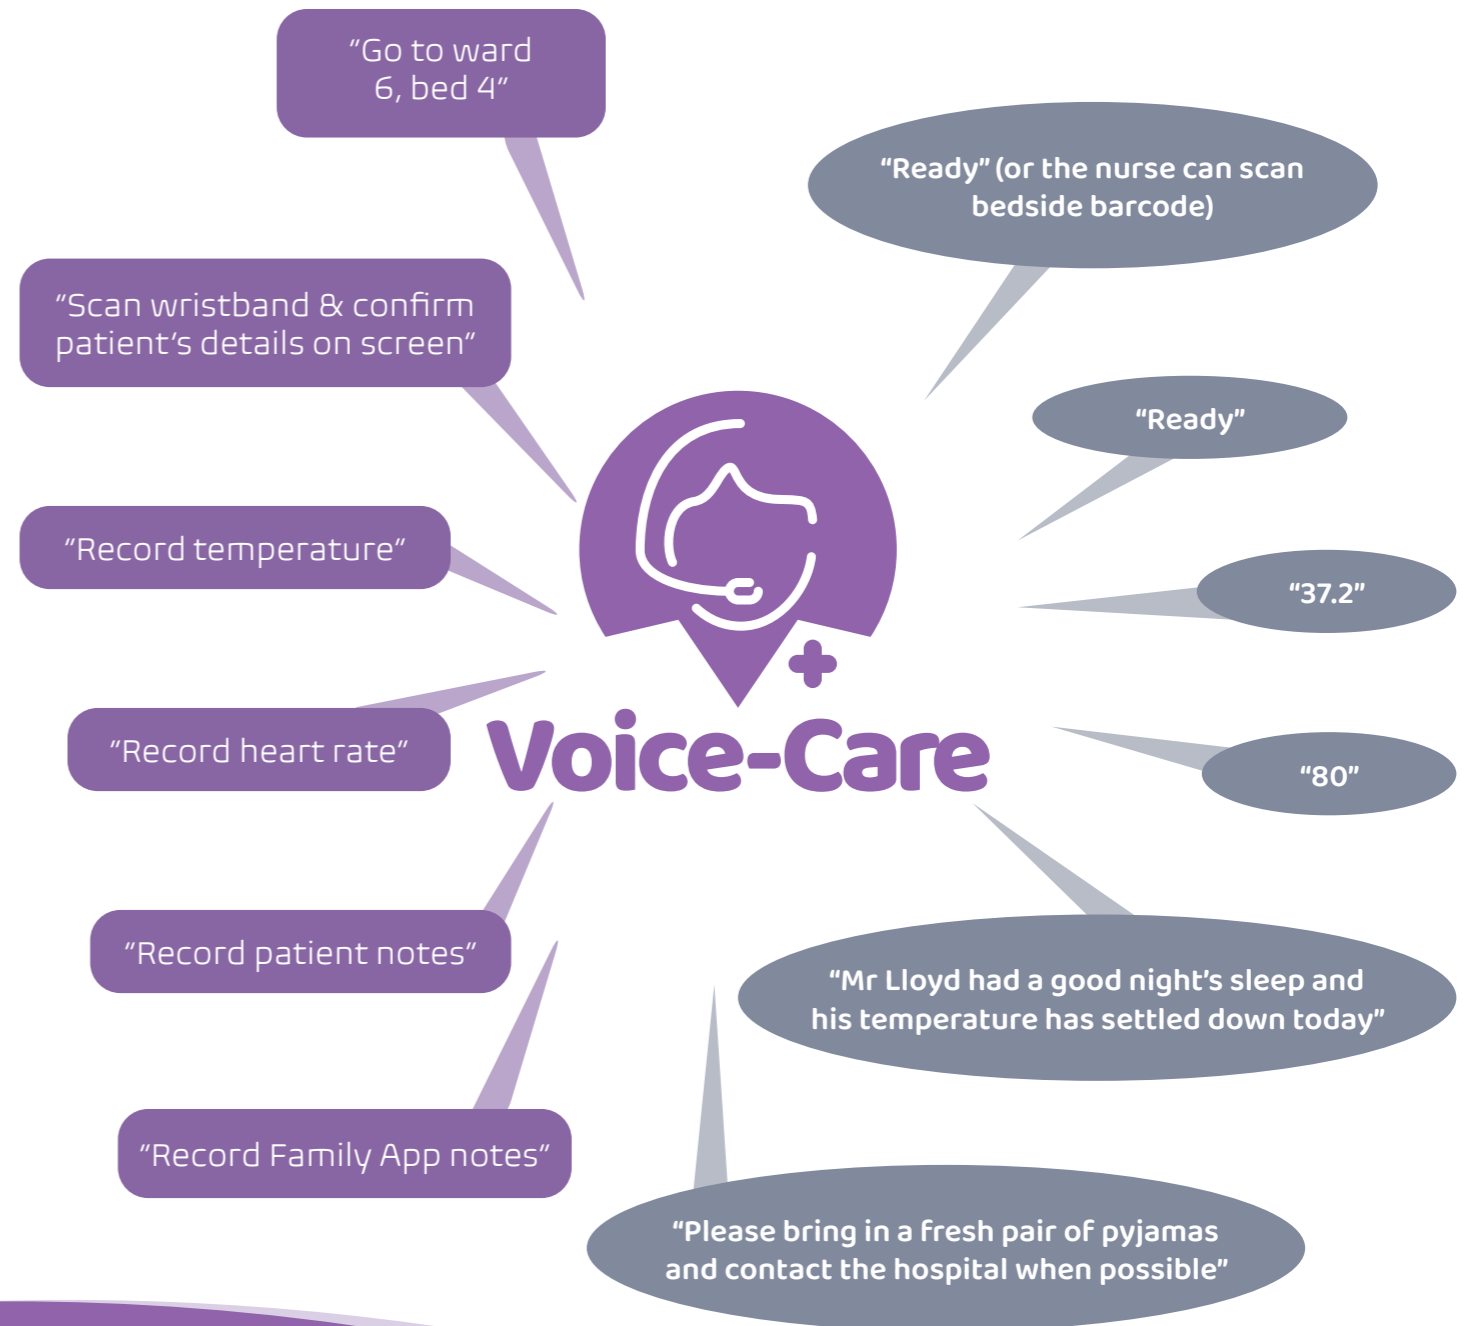 “Go to ward
6, bed 4”
“Ready” (or the nurse can scan
bedside barcode)
“Scan wristband & confirm
patient’s details on screen”
“Ready”
“Record temperature”
“37.2”
“Record heart rate”
“80”
Voice-Care
“Record patient notes”
“Mr Lloyd had a good night’s sleep and
his temperature has settled down today”
“Record Family App notes”
“Please bring in a fresh pair of pyjamas
and contact the hospital when possible”